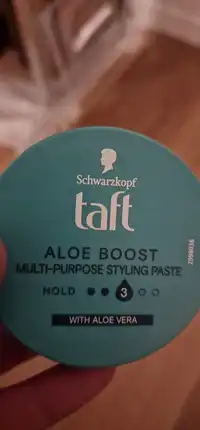 Schwarzkopf
taft
ALOE BOOST
MULTI-PURPOSE STYLING PASTE
HOLD 3
WITH ALOE VERA